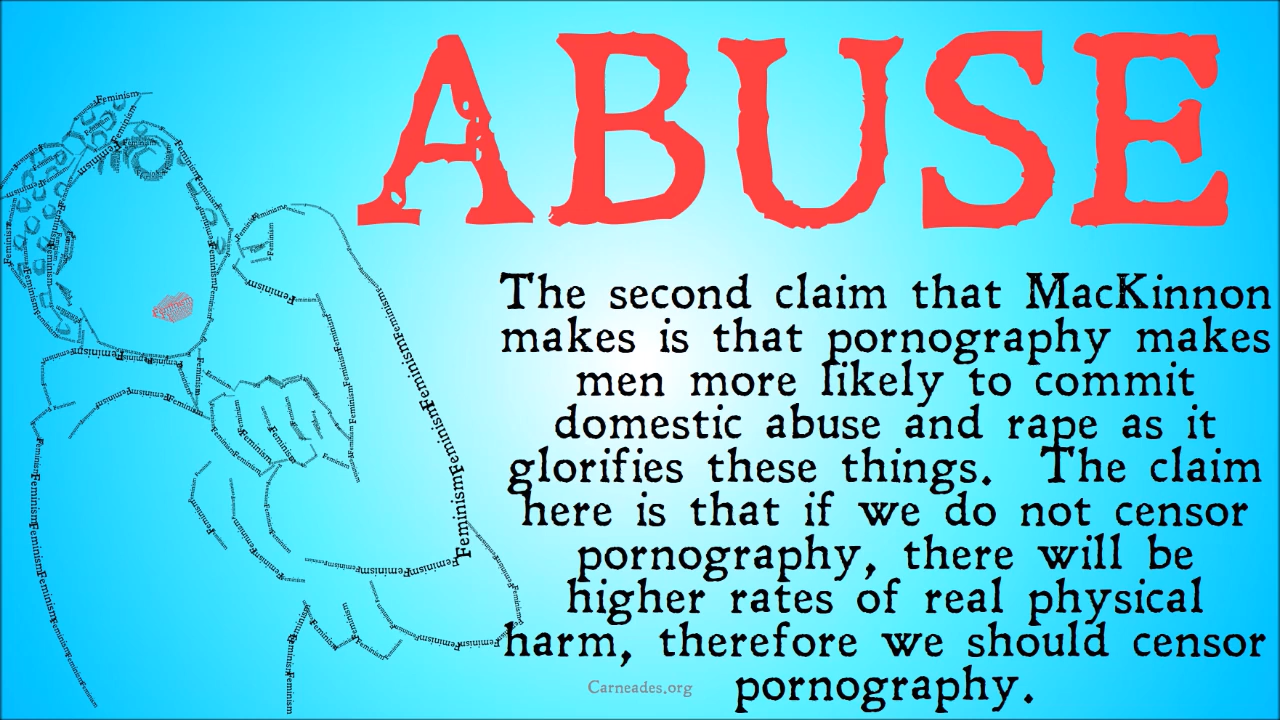 ABUSE
The second claim that MacKinnon
makes is that pornography makes
men more likely to commit
domestic abuse and rape as it
glorifies these things. The claim
here is that if we do not censor
pornography, there will be
higher rates of real physical
harm, therefore we should censor
pornography.
Carneades.org
Feminism